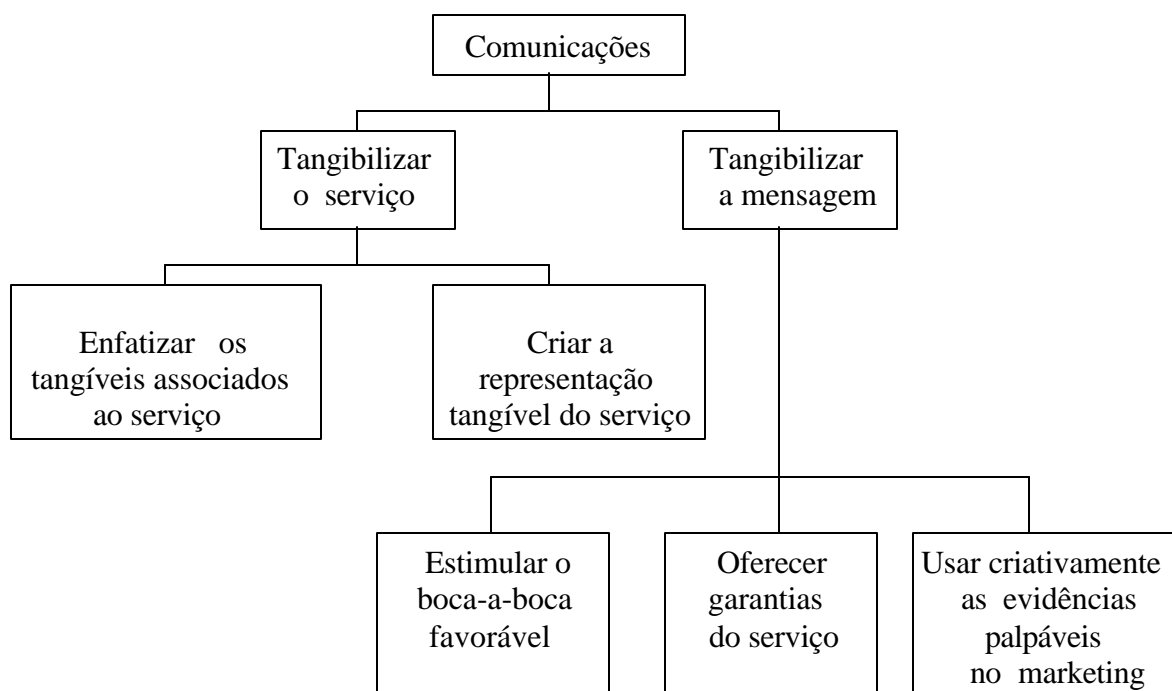 Comunicações
Tangibilizar
o serviço
Tangibilizar
a mensagem
Enfatizar os
tangíveis associados
ao serviço
Criar a
representação
tangível do serviço
Estimular o
boca-a-boca
favorável
Oferecer
garantias
do serviço
Usar criativamente
as evidências
palpáveis
no marketing